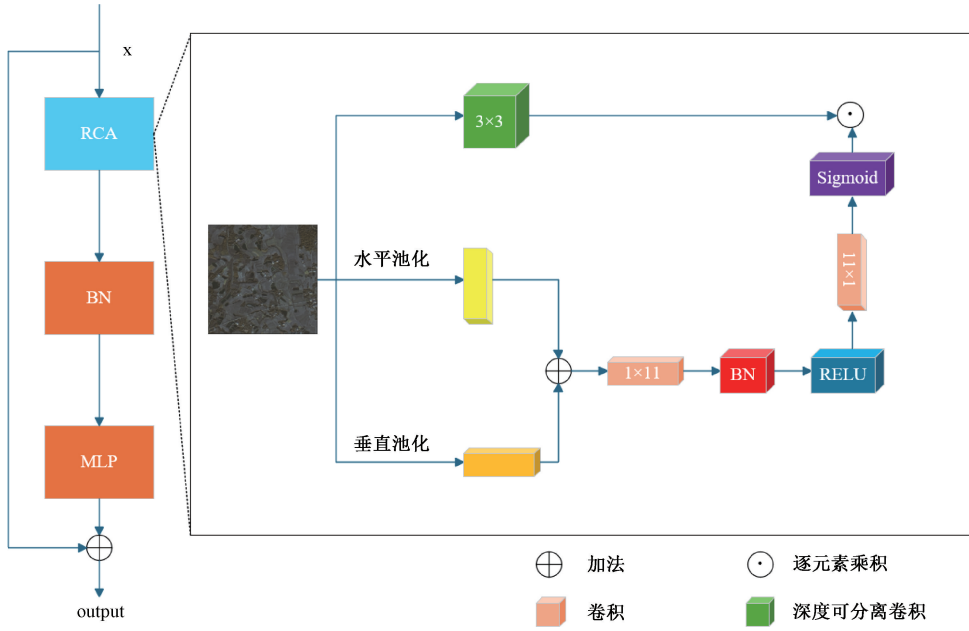 x
RCA
BN
MLP
output
3×3
Sigmoid
水平池化
11×1
1×11
BN
RELU
垂直池化
加法
逐元素乘积
卷积
深度可分离卷积